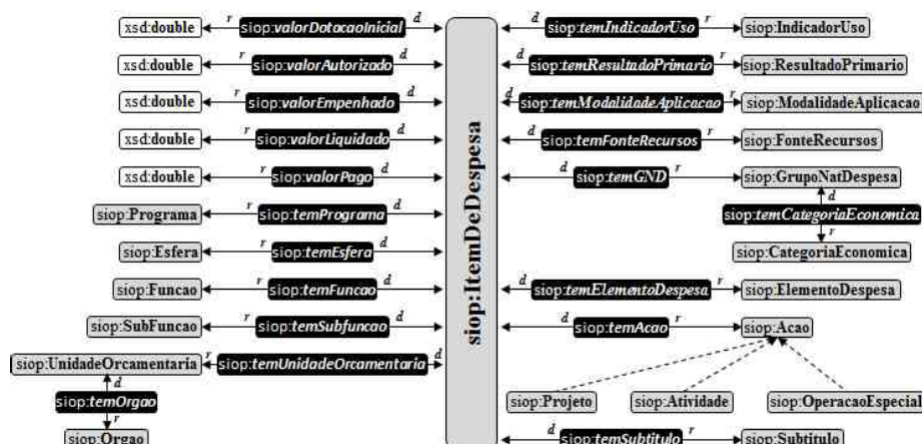 xsd:double r siop:valorDotacaoInicial d
xsd:double r siop:valorAutorizado d
xsd:double r siop:valorEmpenhado d
xsd:double r siop:valorLiquidado d
xsd:double r siop:valorPago d
siop:Programa r siop:temPrograma d
siop:Esfera r siop:temEsfera d
siop:Funcao r siop:temFuncao d
siop:SubFuncao r siop:temSubfuncao d
siop:UnidadeOrcamentaria r siop:temUnidadeOrcamentaria d
d
siop:temOrgao
r
siop:Orgao
siop:ItemDeDespesa
d siop:temIndicadorUso r siop:IndicadorUso
d siop:temResultadoPrimario r siop:ResultadoPrimario
d siop:temModalidadeAplicacao r siop:ModalidadeAplicacao
d siop:temFonteRecursos r siop:FonteRecursos
d siop:temGND r siop:GrupoNatDespesa
d
siop:temCategoriaEconomica
r
siop:CategoriaEconomica
d siop:temElementoDespesa r siop:ElementoDespesa
d siop:temAcao r siop:Acao
siop:Projeto siop:Atividade siop:OperacaoEspecial
d siop:temSubtitulo r siop:Subtitulo